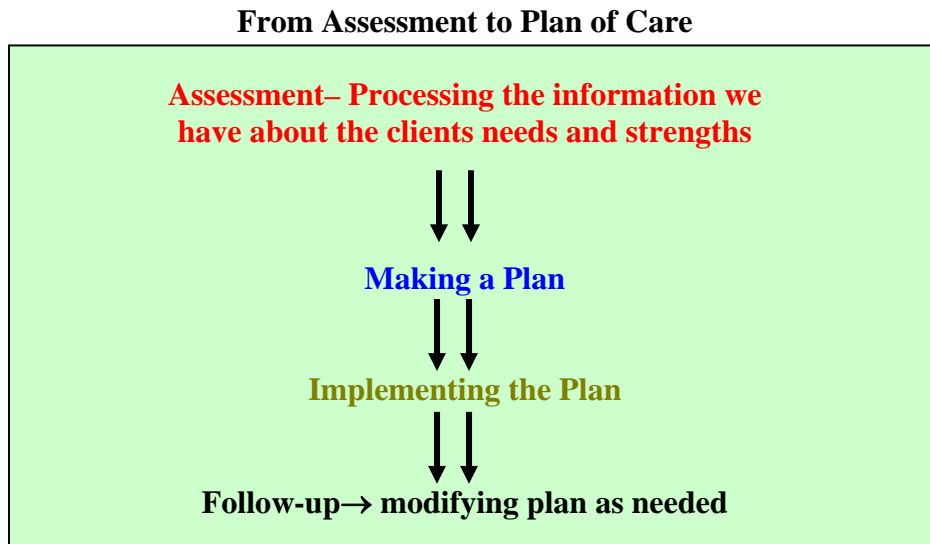 From Assessment to Plan of Care
Assessment– Processing the information we
have about the clients needs and strengths
Making a Plan
Implementing the Plan
Follow-up→ modifying plan as needed